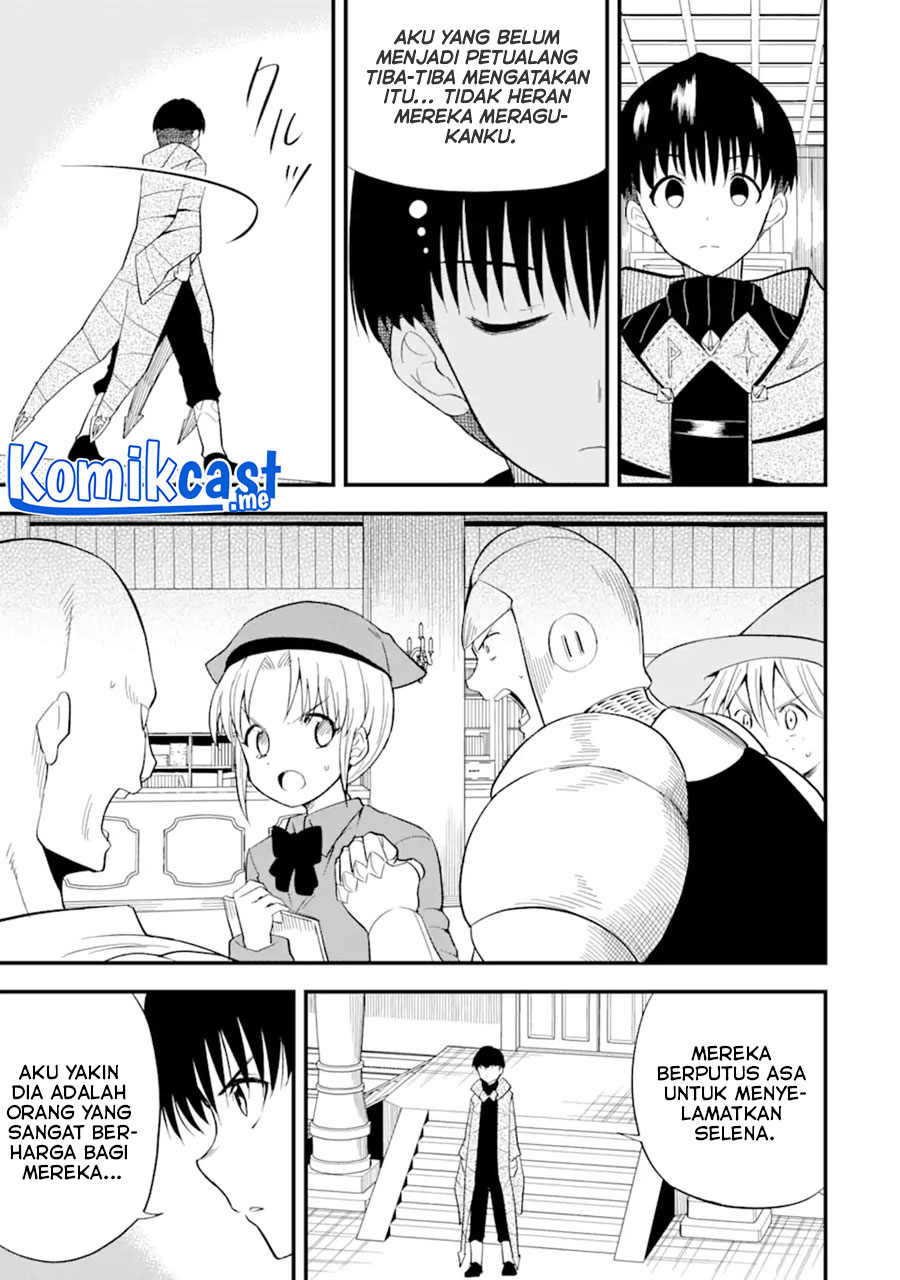 AKU YANG BELUM
MENJADI PETUALANG
TIBA-TIBA MENGATAKAN
ITU... TIDAK HERAN
MEREKA MERAGU-
KANKU.
クルッ
Komikcast
.me
MEREKA
BERPUTUS ASA
UNTUK MENYE-
LAMATKAN
SELENA.
AKU YAKIN
DIA ADALAH
ORANG YANG
SANGAT BER-
HARGA BAGI
MEREKA...